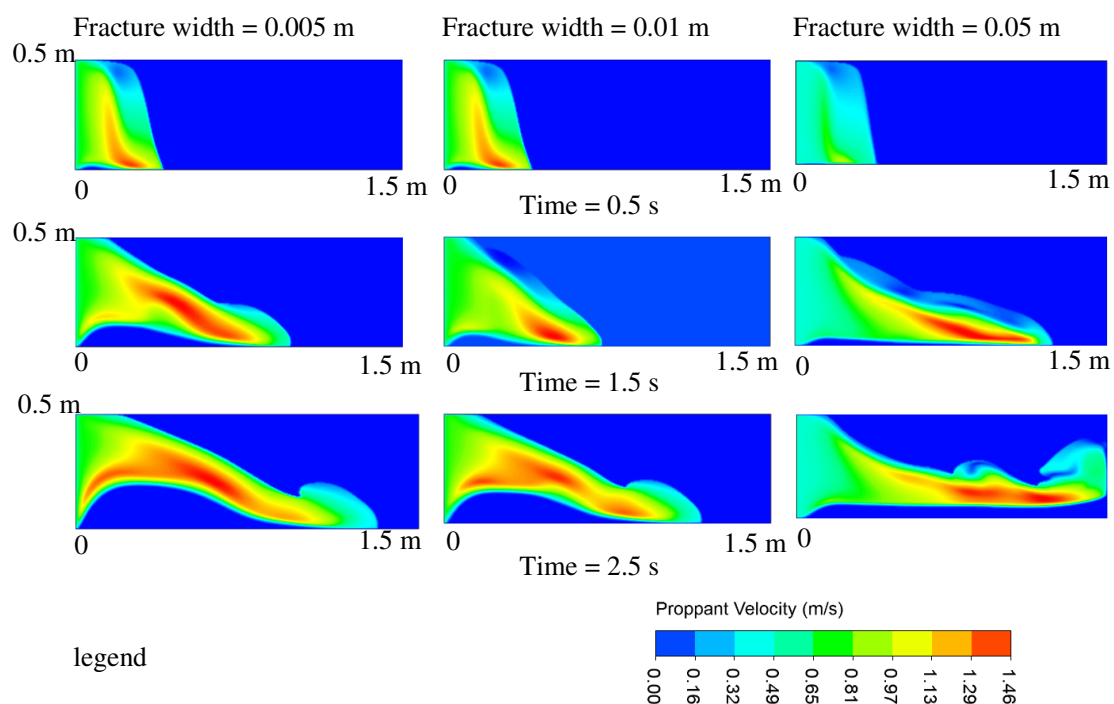 Fracture width = 0.005 m
Fracture width = 0.01 m
Fracture width = 0.05 m
0.5 m
0
1.5 m
0
1.5 m
0
1.5 m
Time = 0.5 s
0.5 m
0
1.5 m
0
1.5 m
0
1.5 m
Time = 1.5 s
0.5 m
0
1.5 m
0
1.5 m
0
Time = 2.5 s
legend
Proppant Velocity (m/s)
0.00
0.16
0.32
0.49
0.65
0.81
0.97
1.13
1.29
1.46